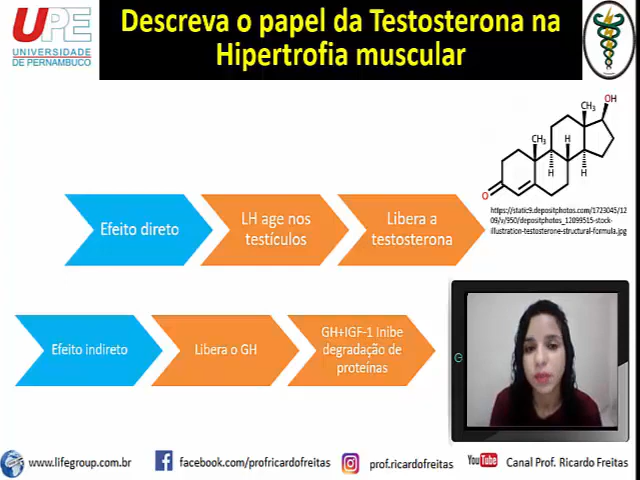 UPE
UNIVERSIDADE
DE PERNAMBUCO
Descreva o papel da Testosterona na
Hipertrofia muscular
OH
CH₃
CH₃
H
H
H
O
https://static9.depositphotos.com/1723045/12
09/v/950/depositphotos_12099515-stock-
illustration-testosterone-structural-formula.jpg
Efeito direto
LH age nos
testículos
Libera a
testosterona
Efeito indireto
Libera o GH
GH+IGF-1 Inibe
degradação de
proteínas
www.lifegroup.com.br
facebook.com/profricardofreitas
prof.ricardofreitas
YouTube
Canal Prof. Ricardo Freitas